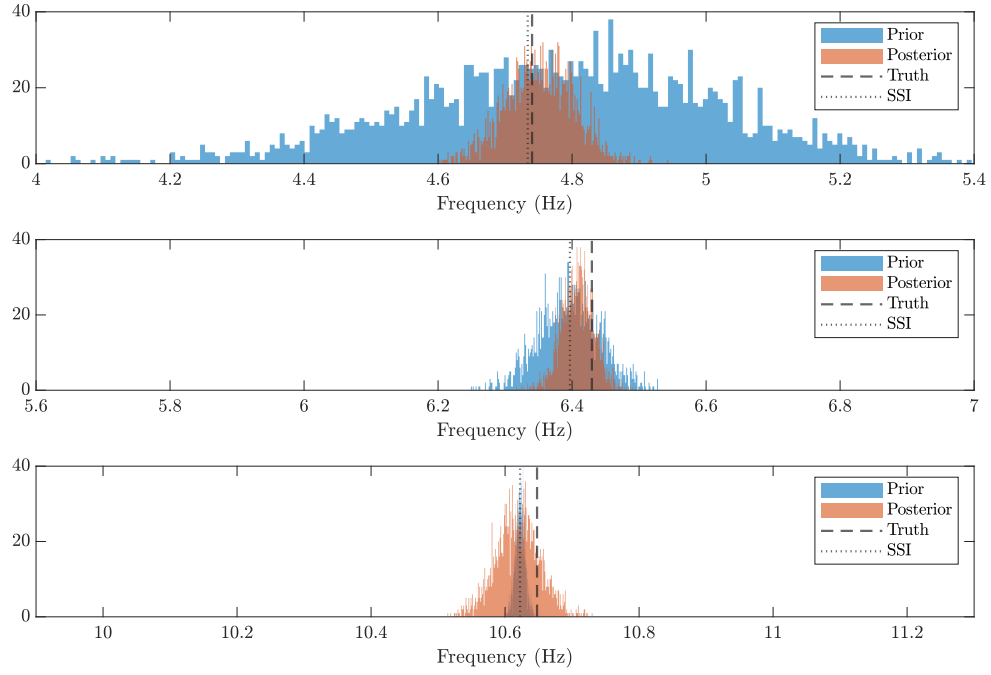 40
20
0
4 4.2 4.4 4.6 4.8 5 5.2 5.4
Frequency (Hz)
Prior
Posterior
Truth
SSI
40
20
0
5.6 5.8 6 6.2 6.4 6.6 6.8 7
Frequency (Hz)
Prior
Posterior
Truth
SSI
40
20
0
10 10.2 10.4 10.6 10.8 11 11.2
Frequency (Hz)
Prior
Posterior
Truth
SSI